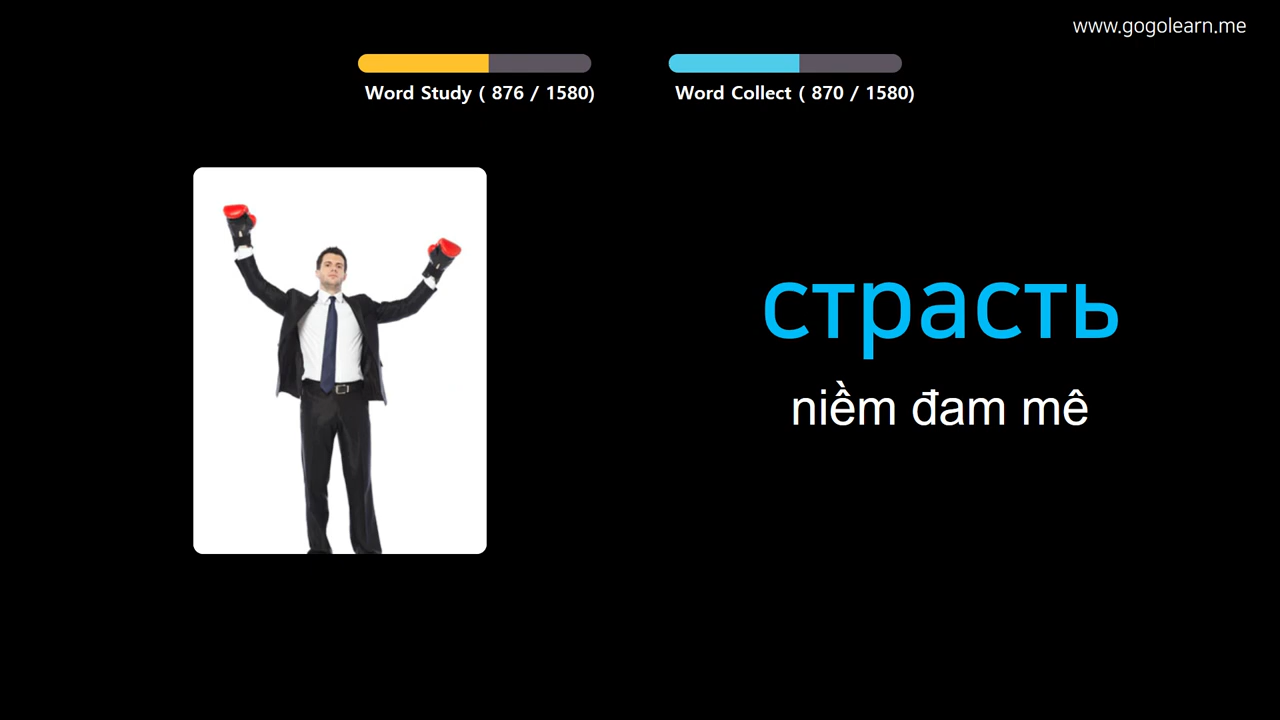 www.gogolearn.me
Word Study ( 876 / 1580)
Word Collect ( 870 / 1580)
страсть
niềm đam mê